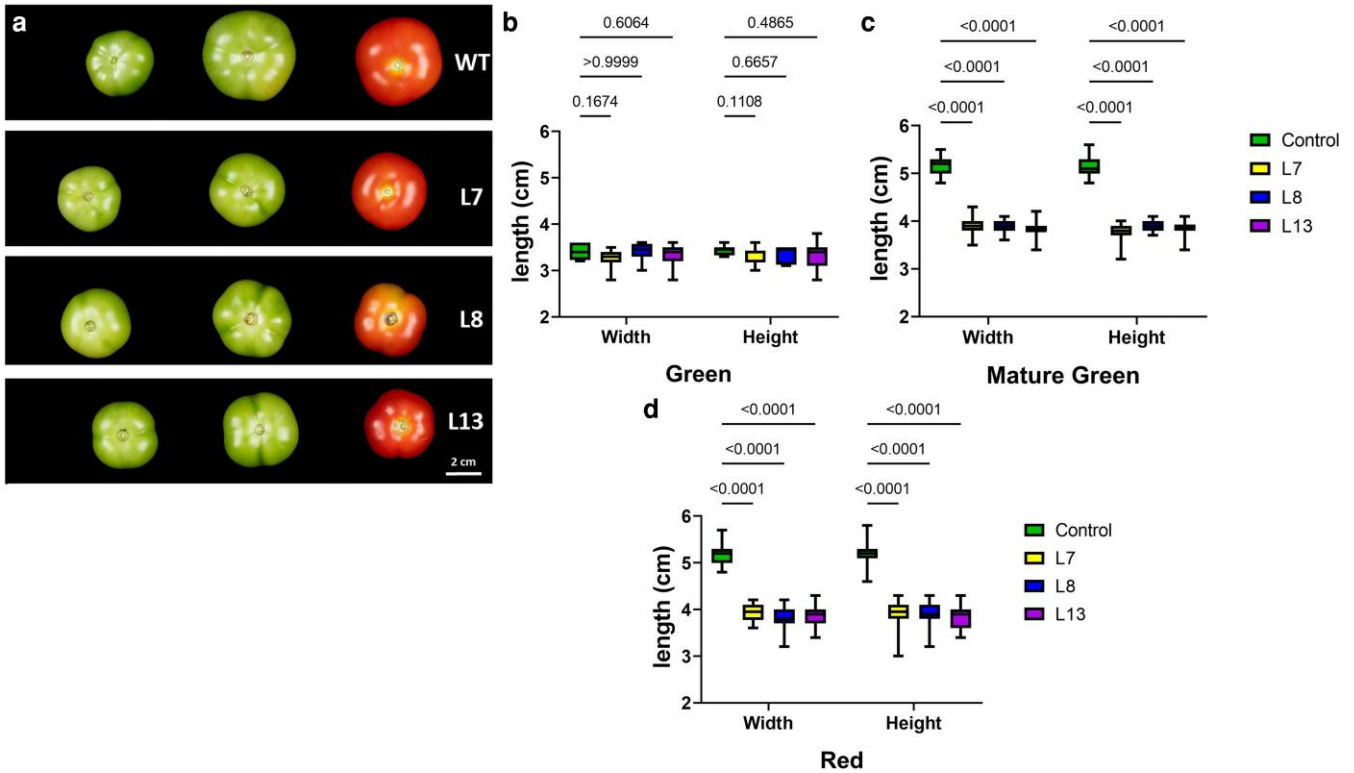 a
WT
L7
L8
L13
2 cm
b
0.6064
0.4865
>0.9999
0.6657
0.1674
0.1108
6
5
4
3
2
length (cm)
Width
Height
Green
c
<0.0001
<0.0001
<0.0001
<0.0001
<0.0001
<0.0001
6
5
4
3
2
length (cm)
Width
Height
Mature Green
Control
L7
L8
L13
d
<0.0001
<0.0001
<0.0001
<0.0001
<0.0001
<0.0001
6
5
4
3
2
length (cm)
Width
Height
Red
Control
L7
L8
L13